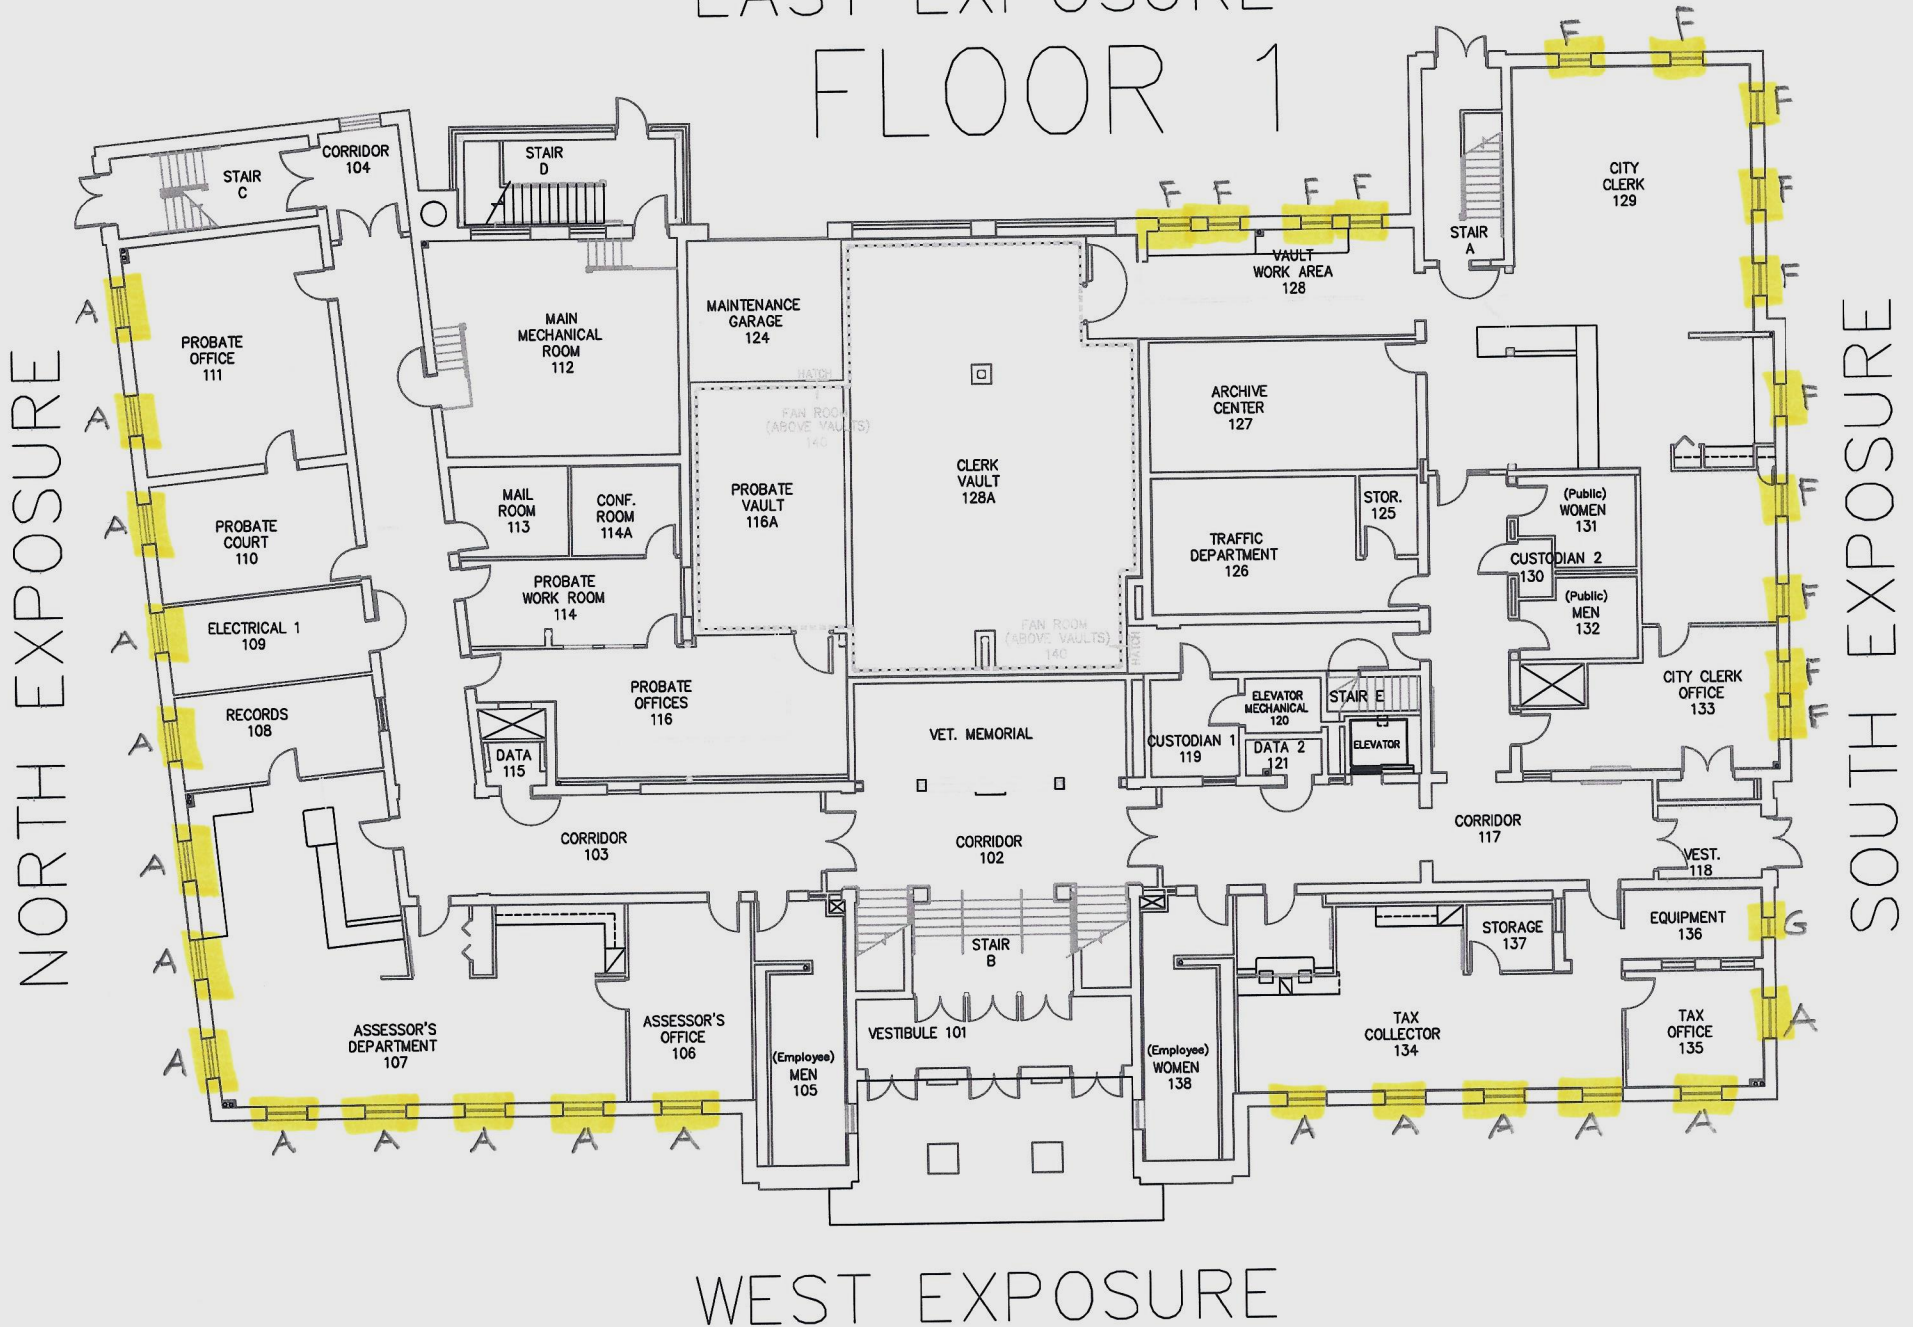 EAST EXPOSURE
FLOOR 1
F F
F
F
F
F F F F
CORRIDOR
104
STAIR
C
STAIR
D
CITY
CLERK
129
STAIR
A
VAULT
WORK AREA
128
MAINTENANCE
GARAGE
124
MAIN
MECHANICAL
ROOM
112
PROBATE
OFFICE
111
A
A
NORTH EXPOSURE
SOUTH EXPOSURE
HATCH
FAN ROOM
(ABOVE VAULTS)
140
ARCHIVE
CENTER
127
F
F
F
F
F
CLERK
VAULT
128A
PROBATE
VAULT
116A
MAIL
ROOM
113
CONF.
ROOM
114A
STOR.
125
(Public)
WOMEN
131
PROBATE
COURT
110
A
TRAFFIC
DEPARTMENT
126
CUSTODIAN 2
130
(Public)
MEN
132
PROBATE
WORK ROOM
114
ELECTRICAL 1
109
A
FAN ROOM
(ABOVE VAULTS)
140
HATCH
PROBATE
OFFICES
116
RECORDS
108
A
ELEVATOR
MECHANICAL
120
STAIR E
CITY CLERK
OFFICE
133
VET. MEMORIAL
DATA
115
CUSTODIAN 1
119
DATA 2
121
ELEVATOR
CORRIDOR
103
CORRIDOR
102
CORRIDOR
117
VEST.
118
A
A
A
STAIR
B
STORAGE
137
EQUIPMENT
136
G
ASSESSOR'S
DEPARTMENT
107
ASSESSOR'S
OFFICE
106
VESTIBULE 101
(Employee)
MEN
105
(Employee)
WOMEN
138
TAX
COLLECTOR
134
TAX
OFFICE
135
A
A A A A A
A A A A A
WEST EXPOSURE